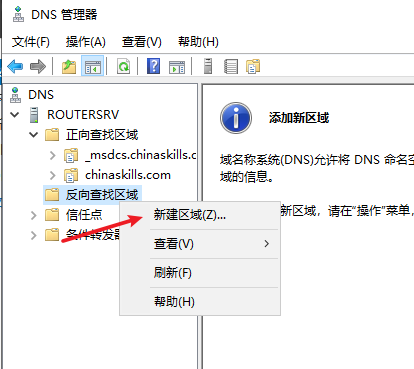 DNS 管理器
文件(F) 操作(A) 查看(V) 帮助(H)
DNS
ROUTERSRV
正向查找区域
_msdcs.chinaskills.c
chinaskills.com
反向查找区域
信任点
条件转发器
新建区域(Z)...
查看(V)
刷新(F)
帮助(H)
添加新区域
域名称系统(DNS)允许将 DNS 命名空
域的信息。
新区域，请在“操作”菜单，